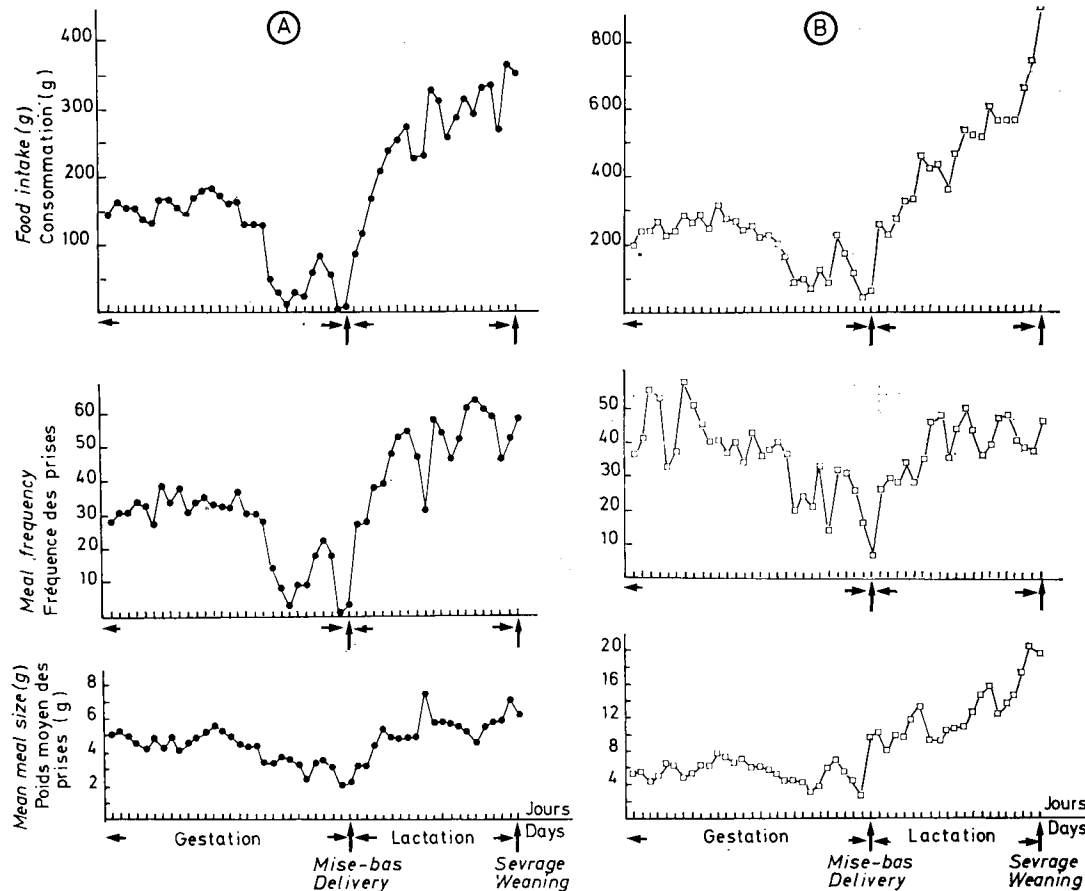 A
B
400
300
200
100
Food intake (g)
Consommation (g)
800
600
400
200
60
50
40
30
20
10
Meal frequency
Fréquence des prises
50
40
30
20
10
8
6
4
2
Mean meal size (g)
Poids moyen des
prises (g)
20
16
12
8
4
Jours
Days
Gestation
Lactation
Mise-bas
Delivery
Sevrage
Weaning
Jours
Days
Gestation
Lactation
Mise-bas
Delivery
Sevrage
Weaning